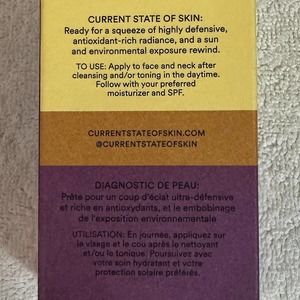 CURRENT STATE OF SKIN:
Ready for a squeeze of highly defensive,
antioxidant-rich radiance, and a sun
and environmental exposure rewind.
TO USE: Apply to face and neck after
cleansing and/or toning in the daytime.
Follow with your preferred
moisturizer and SPF.
CURRENTSTATEOFSKIN.COM
@CURRENTSTATEOFSKIN
DIAGNOSTIC DE PEAU:
Prête pour un coup d'éclat ultra-défensive
et riche en antioxydants, et le embobinage
de l'exposition environnementale
UTILISATION: En journée, appliquez sur
le visage et le cou après le nettoyant
et/ou le tonique. Poursuivez avec
votre soin hydratant et votre
protection solaire préférés.